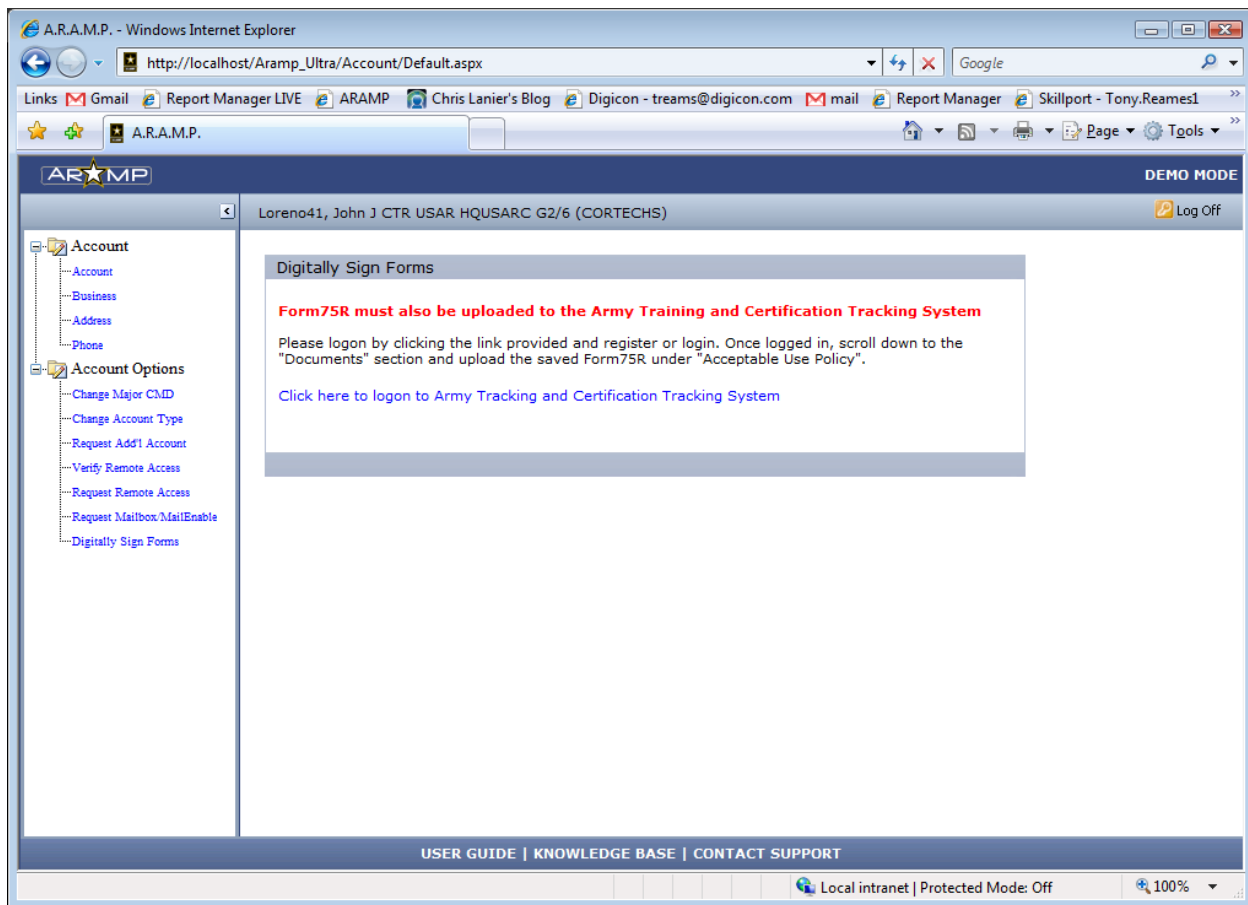 A.R.A.M.P. - Windows Internet Explorer
http://localhost/Aramp_Ultra/Account/Default.aspx
Google
Links Gmail Report Manager LIVE ARAMP Chris Lanier's Blog Digicon - treams@digicon.com mail Report Manager Skillport - Tony.Reames1 »
A.R.A.M.P.
Page Tools »
ARAMP
DEMO MODE
Loreno41, John J CTR USAR HQUSARC G2/6 (CORTECHS)
Log Off
Account
Account
Business
Address
Phone
Account Options
Change Major CMD
Change Account Type
Request Add'l Account
Verify Remote Access
Request Remote Access
Request Mailbox/MailEnable
Digitally Sign Forms
Digitally Sign Forms
Form75R must also be uploaded to the Army Training and Certification Tracking System
Please logon by clicking the link provided and register or login. Once logged in, scroll down to the
"Documents" section and upload the saved Form75R under "Acceptable Use Policy".
Click here to logon to Army Tracking and Certification Tracking System
USER GUIDE | KNOWLEDGE BASE | CONTACT SUPPORT
Local intranet | Protected Mode: Off
100%